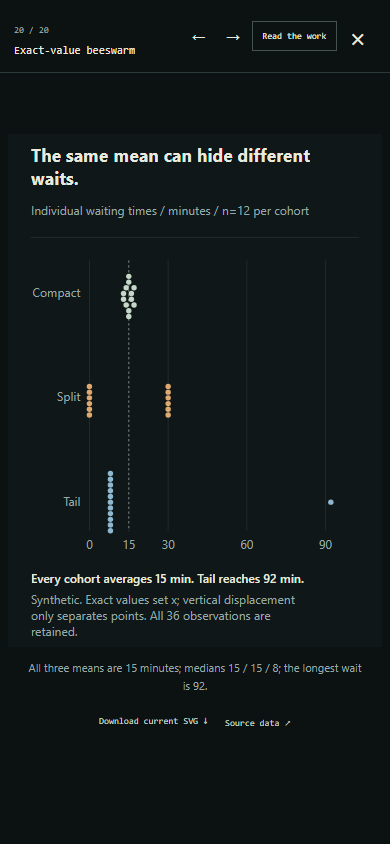 20 / 20
Exact-value beeswarm
← →
Read the work
×
The same mean can hide different
waits.
Individual waiting times / minutes / n=12 per cohort
Compact
Split
Tail
0 15 30 60 90
Every cohort averages 15 min. Tail reaches 92 min.
Synthetic. Exact values set x; vertical displacement
only separates points. All 36 observations are
retained.
All three means are 15 minutes; medians 15 / 15 / 8; the longest wait
is 92.
Download current SVG ↓
Source data ↗